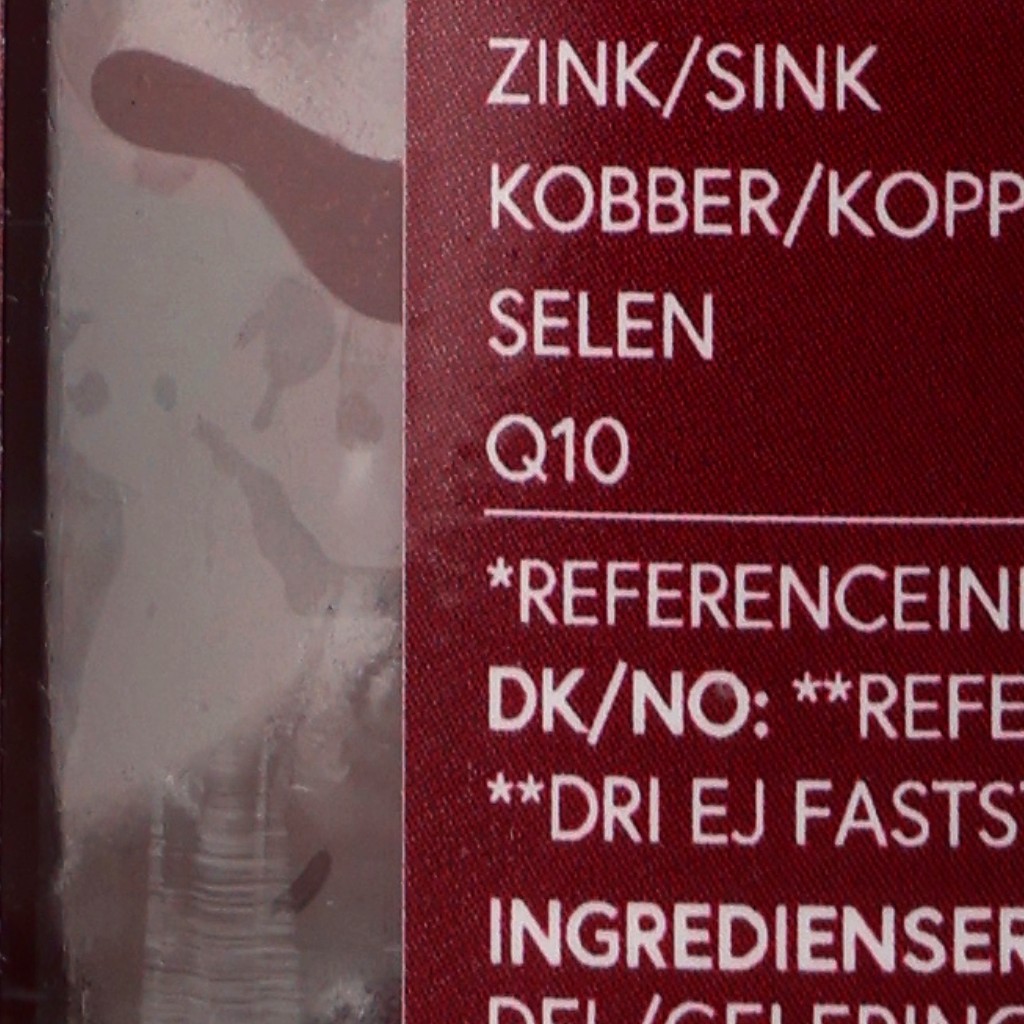 ZINK/SINK
KOBBER/KOPP
SELEN
Q10
*REFERENCEIN
DK/NO: **REFE
**DRI EJ FASTS
INGREDIENSER